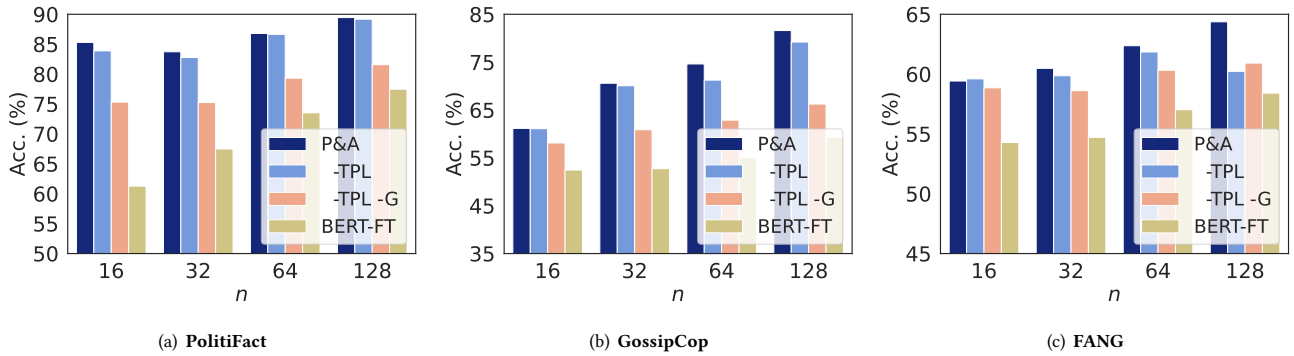 90
85
80
75
70
65
60
55
50
Acc. (%)
16 32 64 128
n
P&A
-TPL
-TPL -G
BERT-FT
(a) PolitiFact
85
75
65
55
45
35
Acc. (%)
16 32 64 128
n
P&A
-TPL
-TPL -G
BERT-FT
(b) GossipCop
65
60
55
50
45
Acc. (%)
16 32 64 128
n
P&A
-TPL
-TPL -G
BERT-FT
(c) FANG